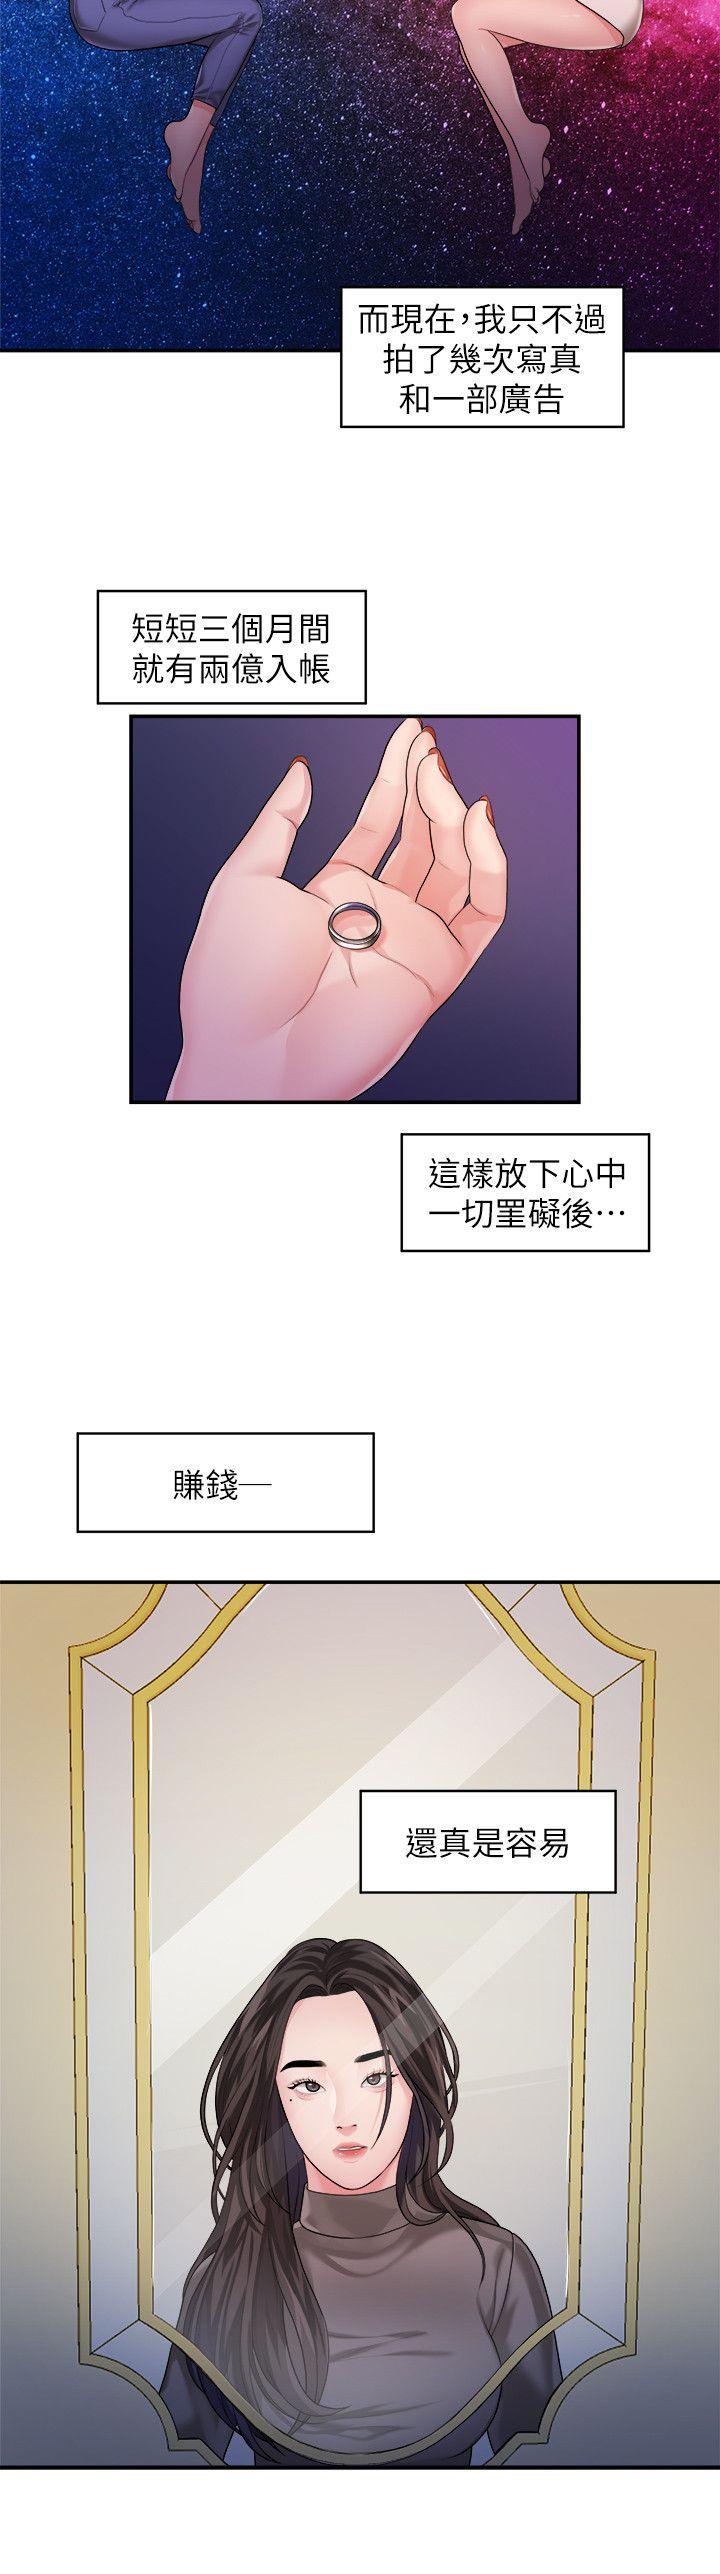 而現在，我只不過
拍了幾次寫真
和一部廣告
短短三個月間
就有兩億入帳
這樣放下心中
一切罣礙後…
賺錢—
還真是容易